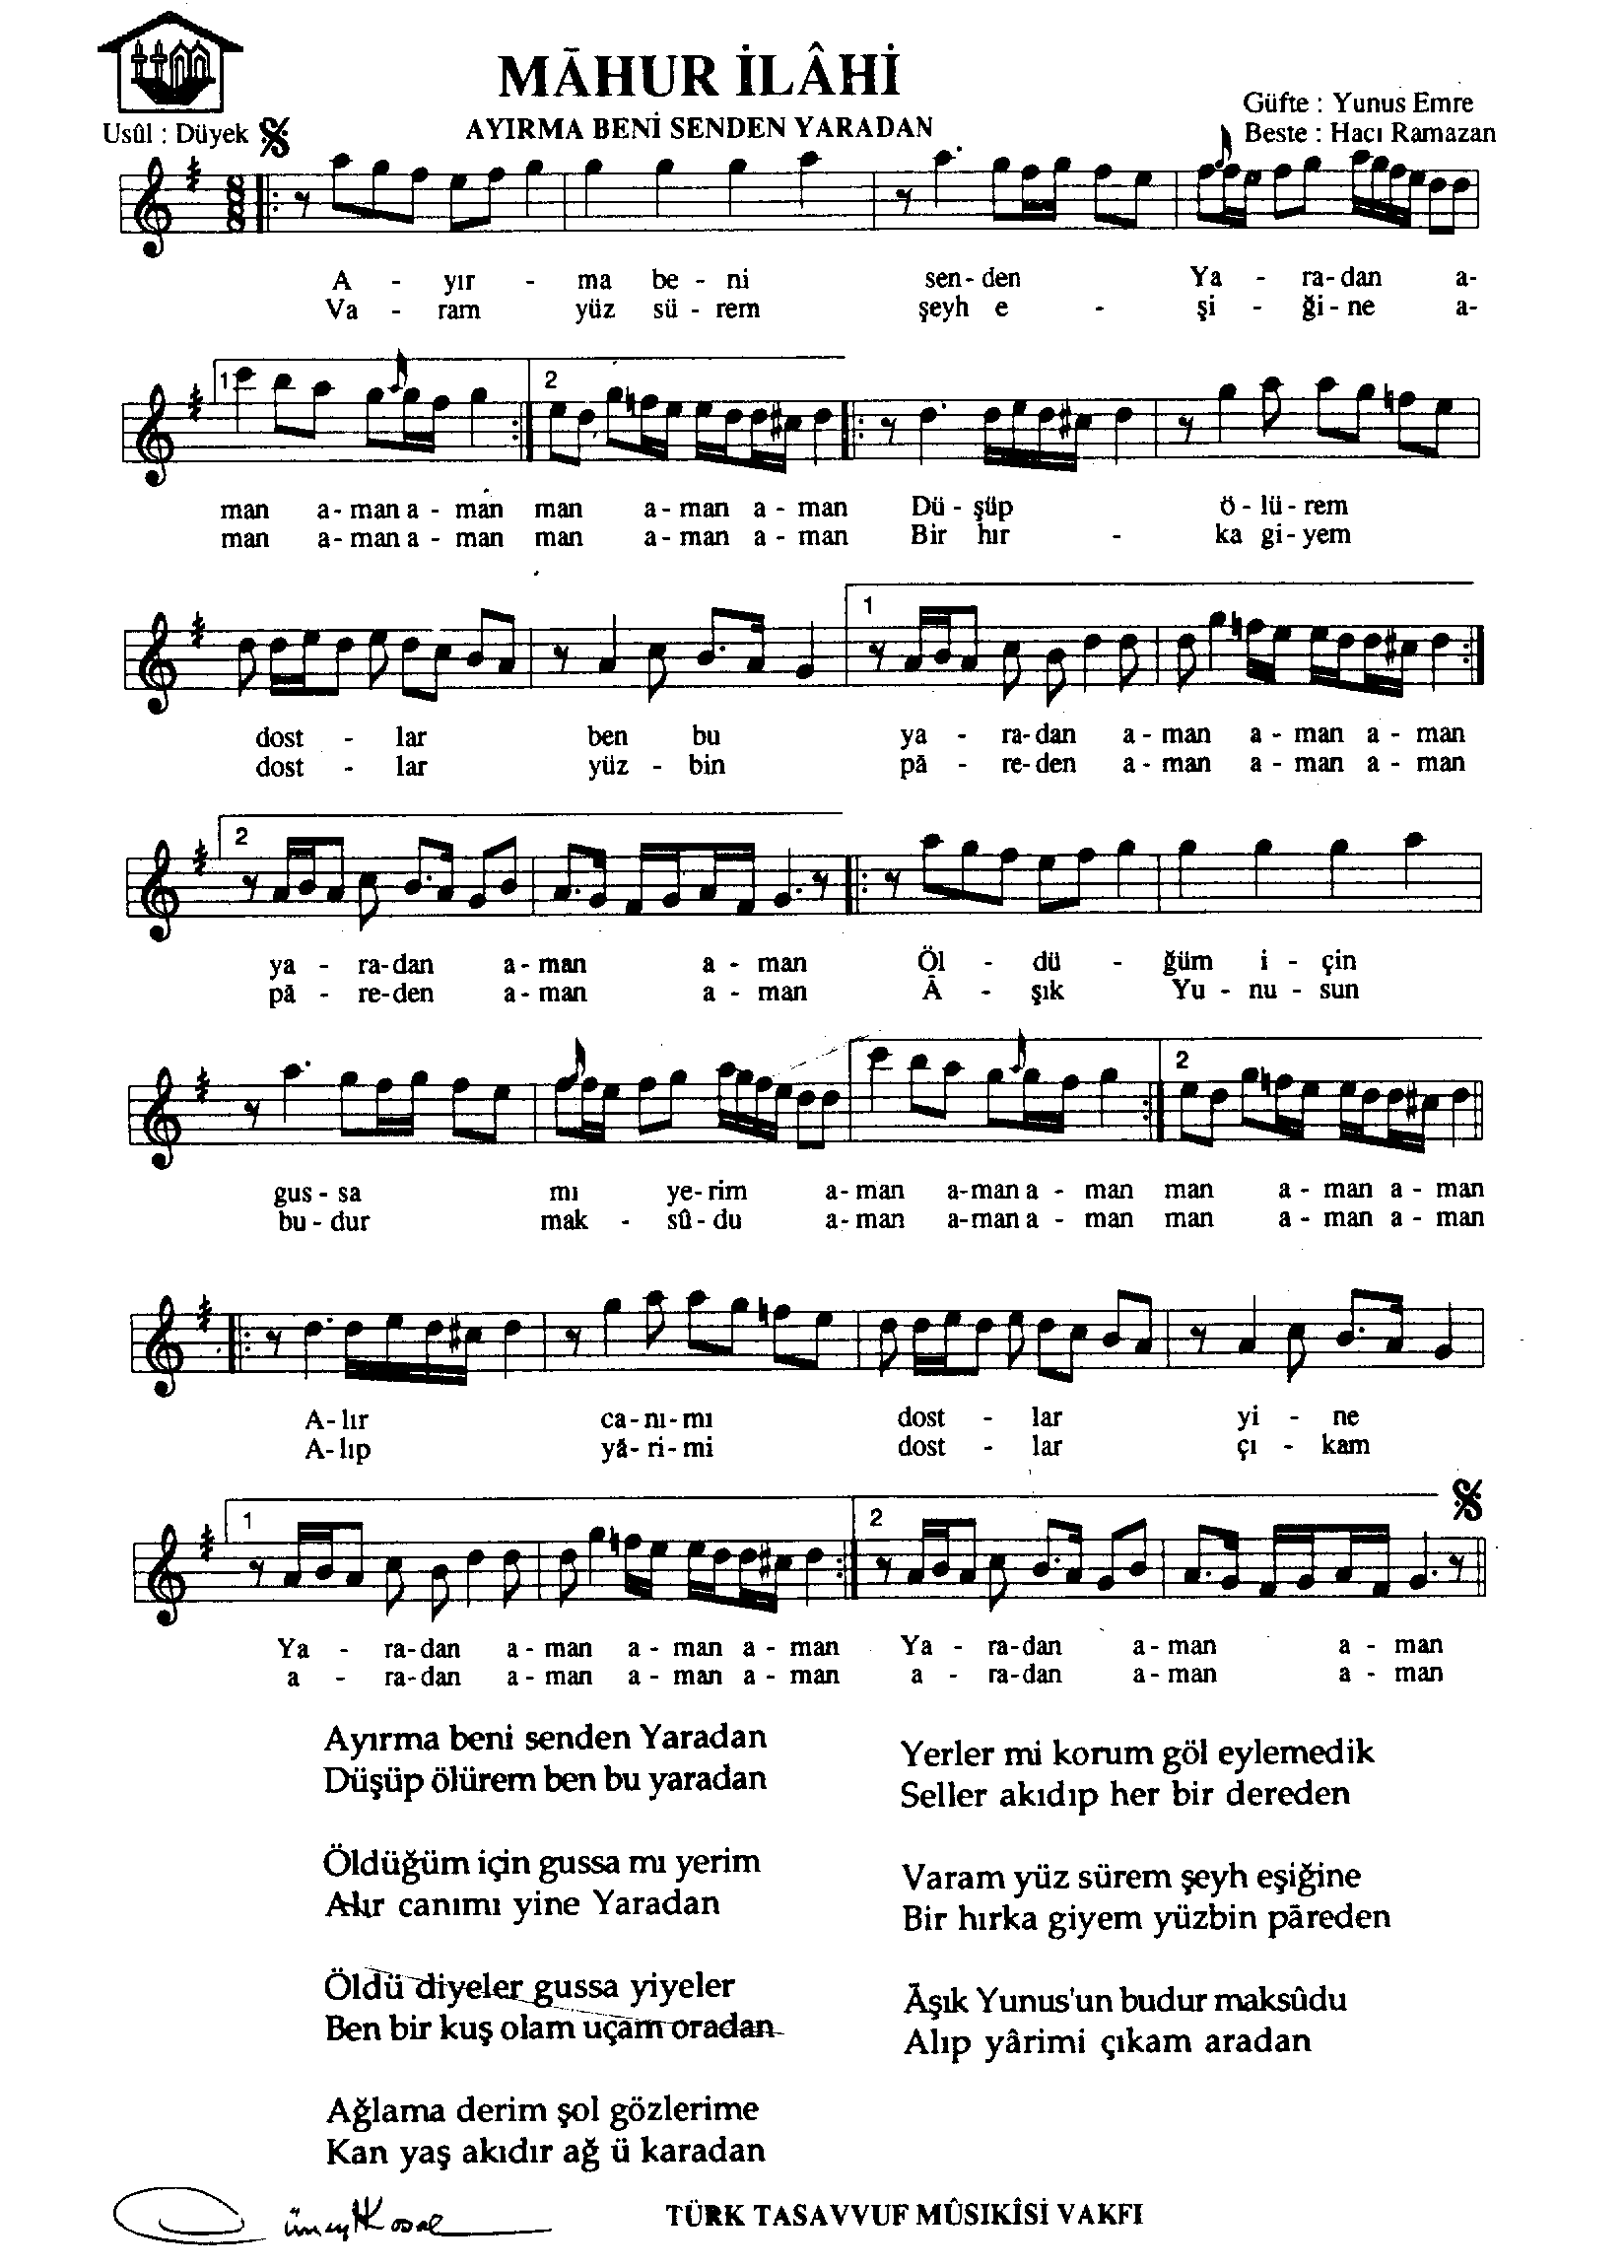 MĀHUR İLÂHİ
AYIRMA BENİ SENDEN YARADAN
Güfte : Yunus Emre
Usûl : Düyek
Beste : Hacı Ramazan
8
8
A - yır - ma be - ni sen - den Ya - ra - dan a-
Va - ram yüz sü - rem şeyh e - şi - ği - ne a-
1
2
man a - man a - man man a - man a - man Dü - şüp ö - lü - rem
man a - man a - man man a - man a - man Bir hır - ka gi - yem
1
dost - lar ben bu ya - ra - dan a - man a - man a - man
dost - lar yüz - bin pā - re - den a - man a - man a - man
2
ya - ra - dan a - man a - man Öl - dü - ğüm i - çin
pā - re - den a - man a - man Ā - şık Yu - nu - sun
2
gus - sa mı ye - rim a - man a - man a - man man a - man a - man
bu - dur mak - sû - du a - man a - man a - man man a - man a - man
A - lır ca - nı - mı dost - lar yi - ne
A - lıp yâ - ri - mi dost - lar çı - kam
1
2
Ya - ra - dan a - man a - man a - man Ya - ra - dan a - man a - man
a - ra - dan a - man a - man a - man a - ra - dan a - man a - man
Ayırma beni senden Yaradan
Düşüp ölürem ben bu yaradan
Öldüğüm için gussa mı yerim
Alır canımı yine Yaradan
Öldü diyeler gussa yiyeler
Ben bir kuş olam uçam oradan
Ağlama derim şol gözlerime
Kan yaş akıdır ağ ü karadan
Yerler mi korum göl eylemedik
Seller akıdıp her bir dereden
Varam yüz sürem şeyh eşiğine
Bir hırka giyem yüzbin pāreden
Āşık Yunus'un budur maksûdu
Alıp yârimi çıkam aradan
TÜRK TASAVVUF MÛSIKÎSİ VAKFI